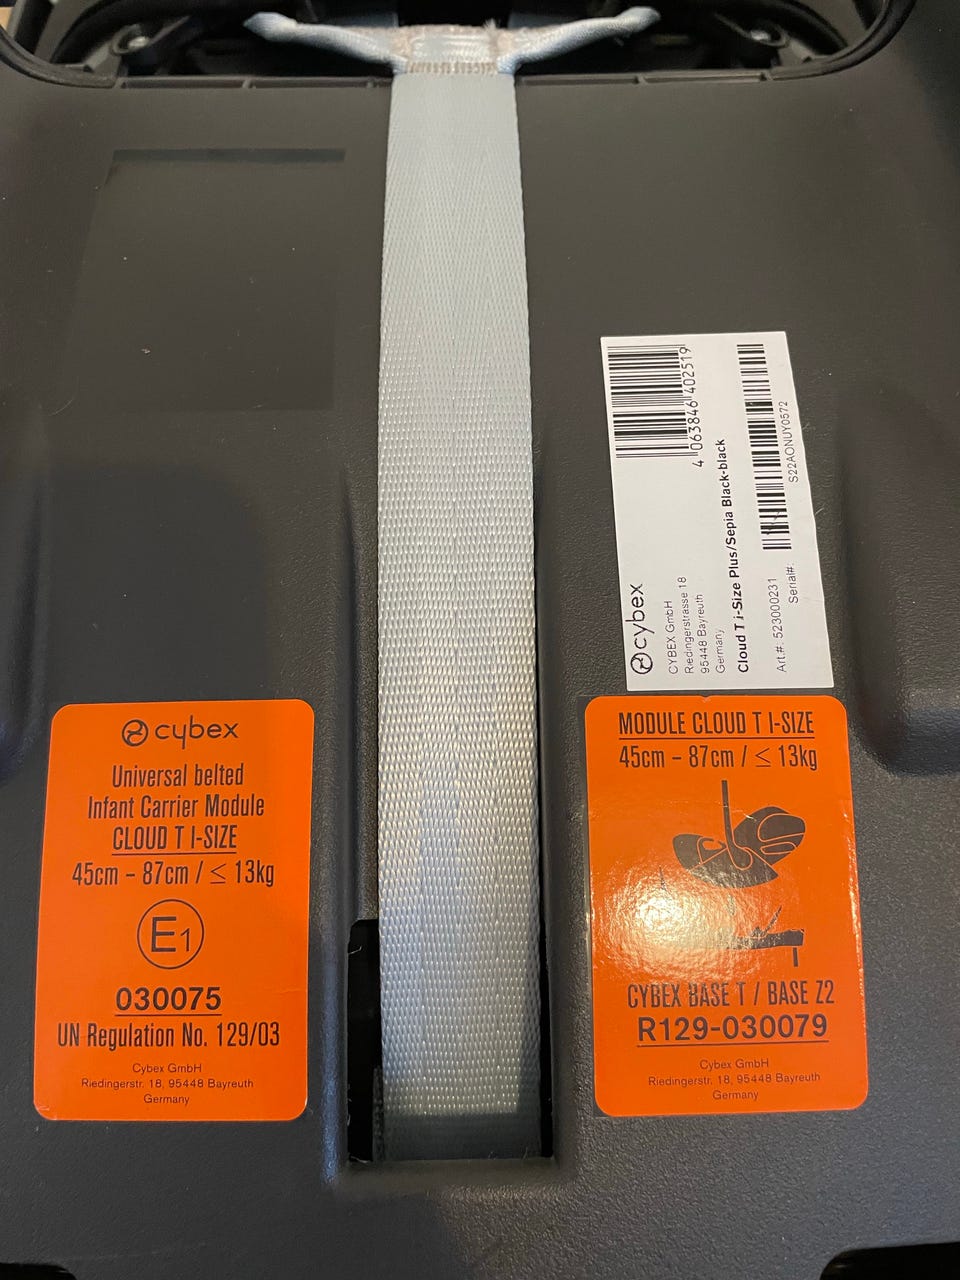 4 063846 402519
cybex
CYBEX GmbH
Riedingerstrasse 18
95448 Bayreuth
Germany
Cloud T i-Size Plus/Sepia Black-black
Art.#: 523000231
Serial#:
S22AONUY0572
cybex
Universal belted
Infant Carrier Module
CLOUD T I-SIZE
45cm – 87cm / ≤ 13kg
E1
030075
UN Regulation No. 129/03
Cybex GmbH
Riedingerstr. 18, 95448 Bayreuth
Germany
MODULE CLOUD T I-SIZE
45cm – 87cm / ≤ 13kg
CYBEX BASE T / BASE Z2
R129-030079
Cybex GmbH
Riedingerstr. 18, 95448 Bayreuth
Germany